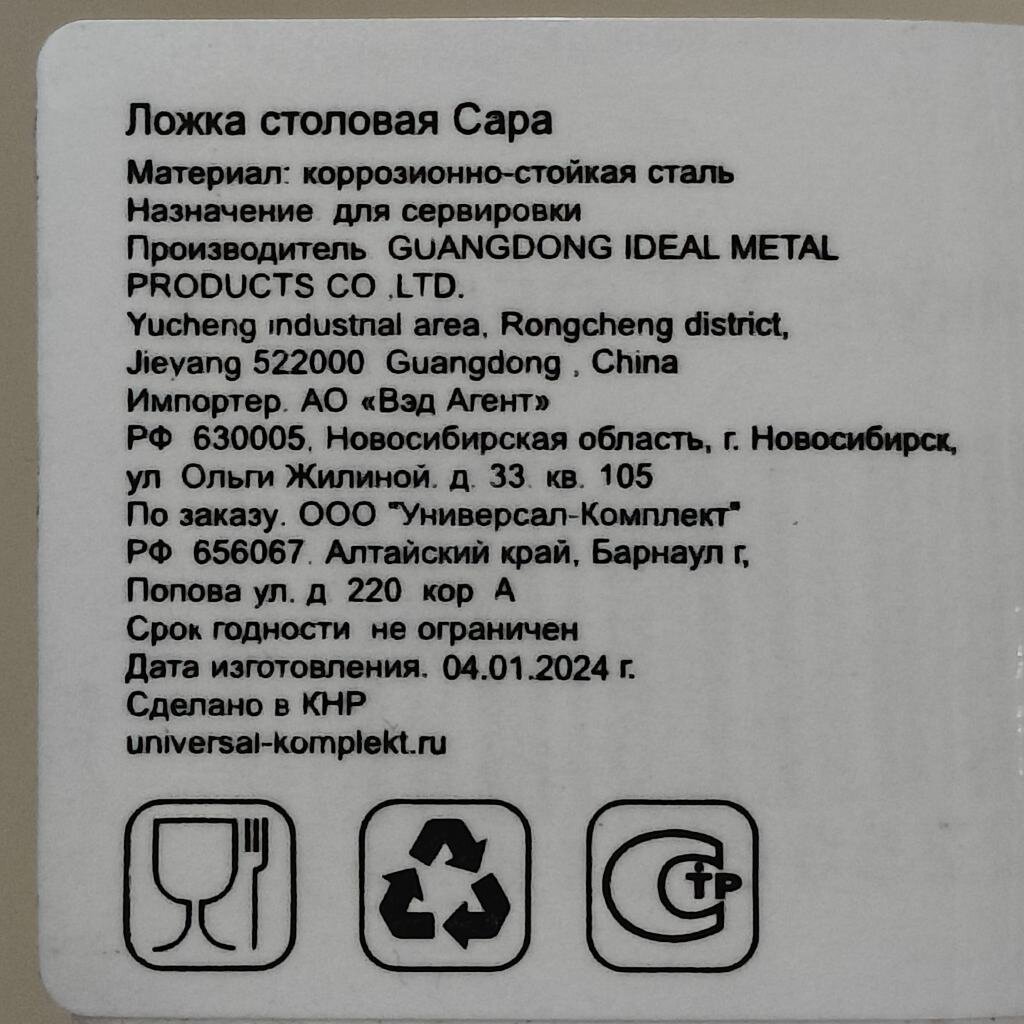 Ложка столовая Сара
Материал: коррозионно-стойкая сталь
Назначение для сервировки
Производитель GUANGDONG IDEAL METAL
PRODUCTS CO .,LTD.
Yucheng industrial area, Rongcheng district,
Jieyang 522000 Guangdong , China
Импортер. АО «Вэд Агент»
РФ 630005, Новосибирская область, г. Новосибирск,
ул Ольги Жилиной. д. 33. кв. 105
По заказу. ООО "Универсал-Комплект"
РФ 656067. Алтайский край, Барнаул г,
Попова ул. д 220 кор А
Срок годности не ограничен
Дата изготовления. 04.01.2024 г.
Сделано в КНР
universal-komplekt.ru
СТР